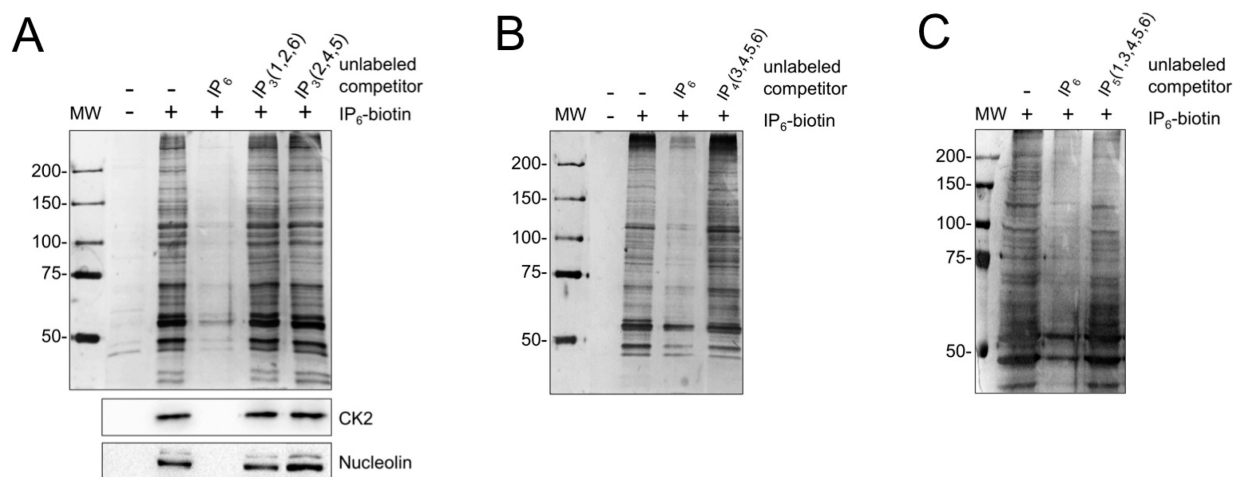 A
- - IP6 IP3(1,2,6) IP3(2,4,5) unlabeled competitor
MW - + + + + IP6-biotin
200-
150-
100-
75-
50-
CK2
Nucleolin
B
- - IP6 IP4(3,4,5,6) unlabeled competitor
MW - + + + IP6-biotin
200-
150-
100-
75-
50-
C
- IP6 IP5(1,3,4,5,6) unlabeled competitor
MW + + + IP6-biotin
200-
150-
100-
75-
50-